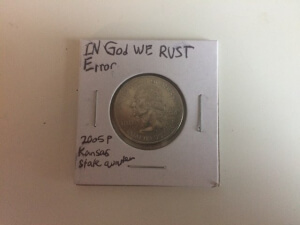 IN God WE RUST
Error
2005 P
Kansas
State quarter